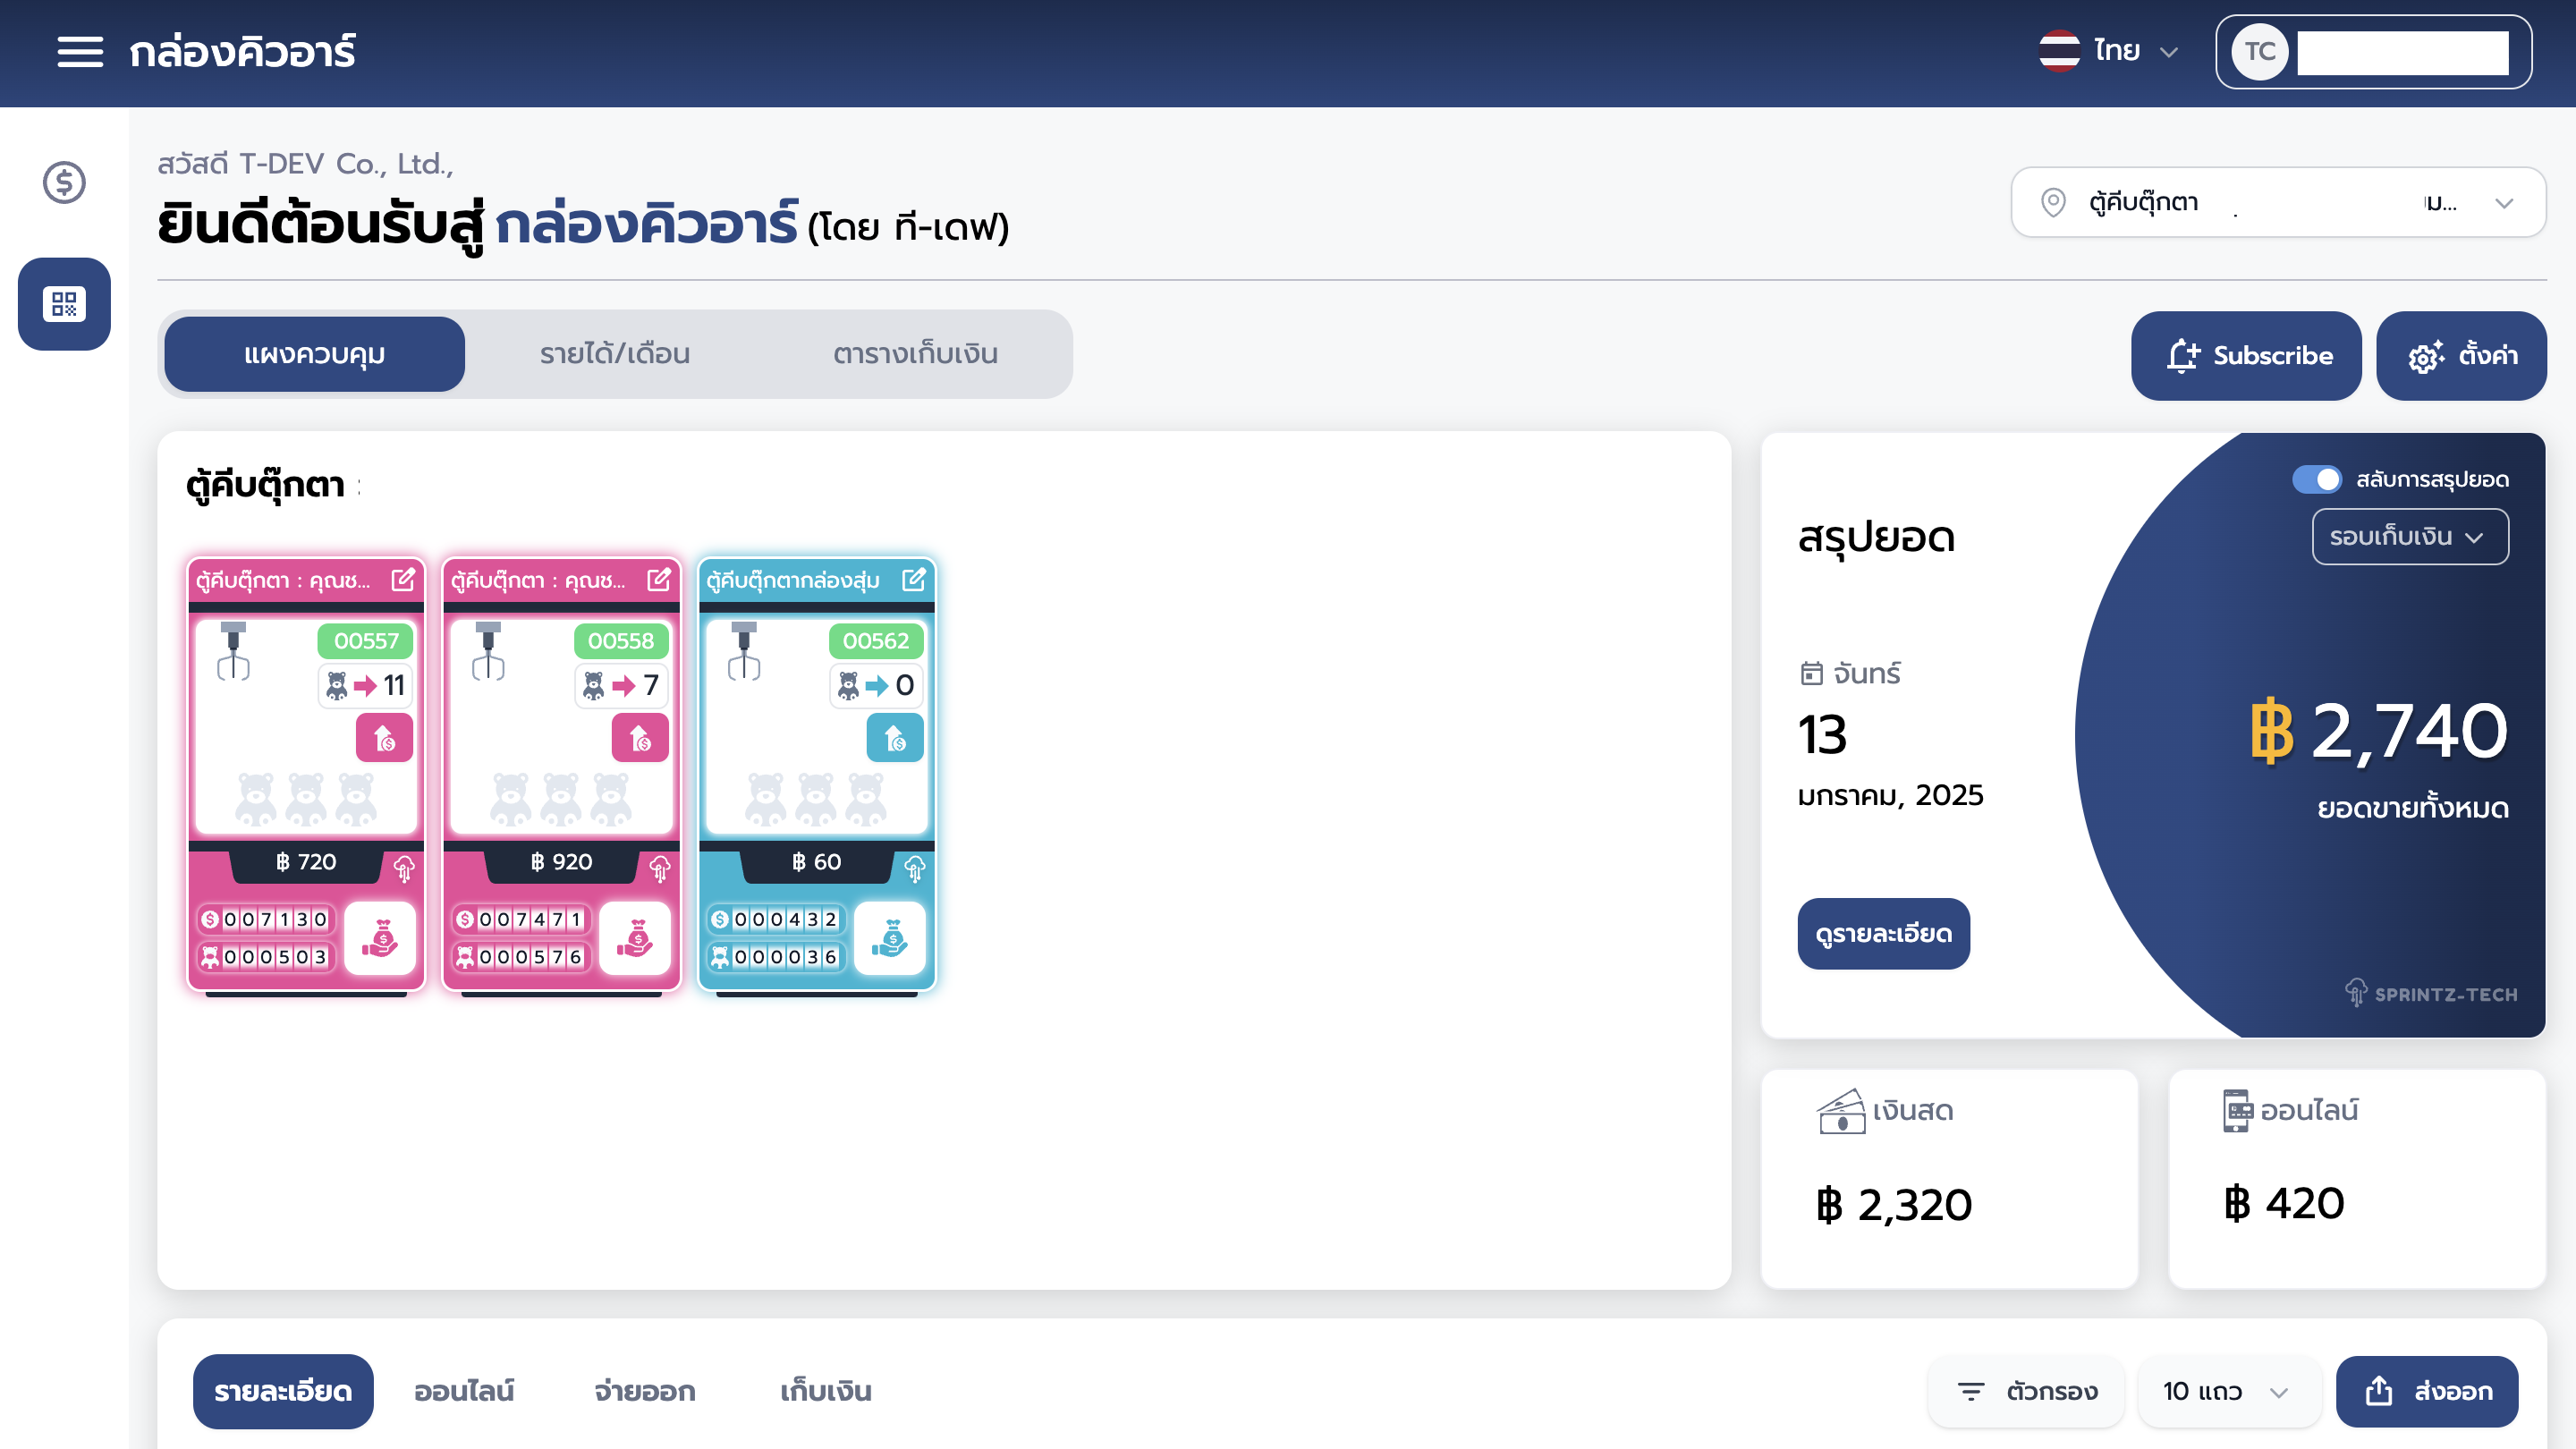 กล่องคิวอาร์
ไทย
TC
สวัสดี T-DEV Co., Ltd.,
ยินดีต้อนรับสู่ กล่องคิวอาร์ (โดย ที-เดฟ)
ตู้คีบตุ๊กตา
ม...
แผงควบคุม
รายได้/เดือน
ตารางเก็บเงิน
Subscribe
ตั้งค่า
ตู้คีบตุ๊กตา :
ตู้คีบตุ๊กตา : คุณช...
00557
11
฿ 720
007130
000503
ตู้คีบตุ๊กตา : คุณช...
00558
7
฿ 920
007471
000576
ตู้คีบตุ๊กตากล่องสุ่ม
00562
0
฿ 60
000432
000036
สรุปยอด
สลับการสรุปยอด
รอบเก็บเงิน
จันทร์
13
มกราคม, 2025
฿ 2,740
ยอดขายทั้งหมด
ดูรายละเอียด
SPRINTZ-TECH
เงินสด
฿ 2,320
ออนไลน์
฿ 420
รายละเอียด
ออนไลน์
จ่ายออก
เก็บเงิน
ตัวกรอง
10 แถว
ส่งออก